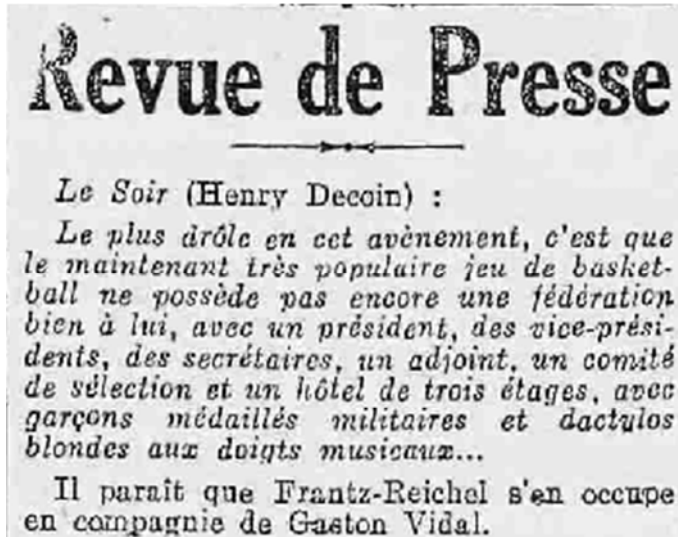 Revue de Presse
Le Soir (Henry Decoin) :
Le plus drôle en cet avènement, c'est que
le maintenant très populaire jeu de basket-
ball ne possède pas encore une fédération
bien à lui, avec un président, des vice-prési-
dents, des secrétaires, un adjoint, un comité
de sélection et un hôtel de trois étages, avec
garçons médaillés militaires et dactylos
blondes aux doigts musicaux...
Il paraît que Frantz-Reichel s'en occupe
en compagnie de Gaston Vidal.